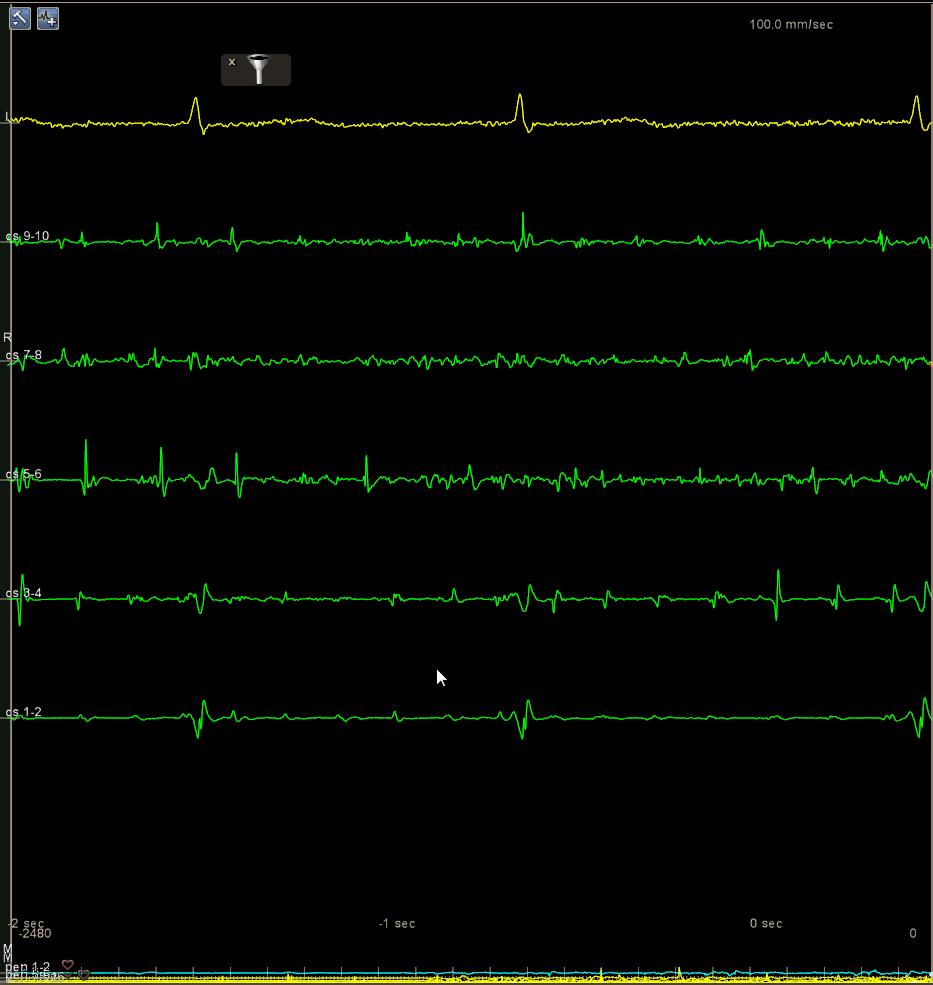 100.0 mm/sec
x
I
cs 9-10
R
cs 7-8
cs 5-6
cs 3-4
cs 1-2
-2 sec
-1 sec
0 sec
-2480
0
M
M
pen 1-2